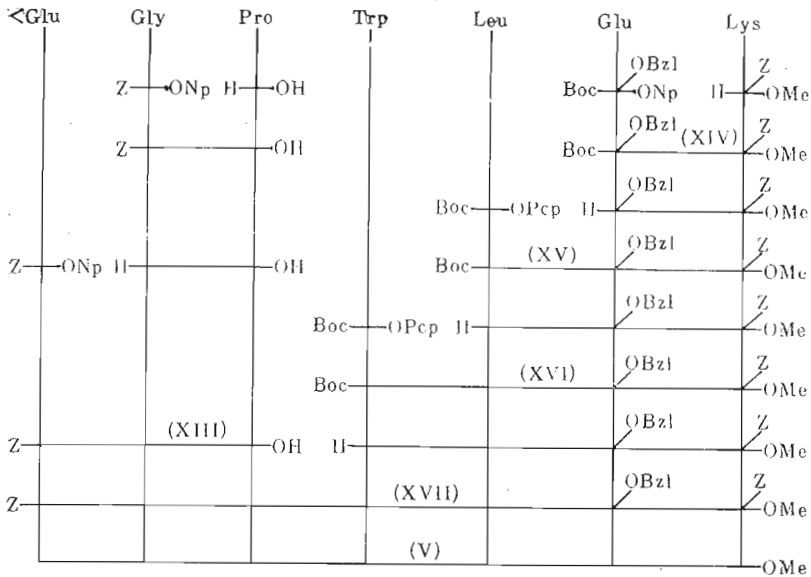 <Glu Gly Pro Trp Leu Glu Lys
OBzl Z
Z ONp H OH Boc ONp H OMe
OBzl (XIV) Z
Z OH Boc OMe
OBzl Z
Boc OPcp H OMe
(XV) OBzl Z
Z ONp H OH Boc OMe
OBzl Z
Boc OPcp H OMe
(XVI) OBzl Z
Boc OMe
(XIII) OBzl Z
Z OH H OMe
(XVII) OBzl Z
Z OMe
(V)
OMe